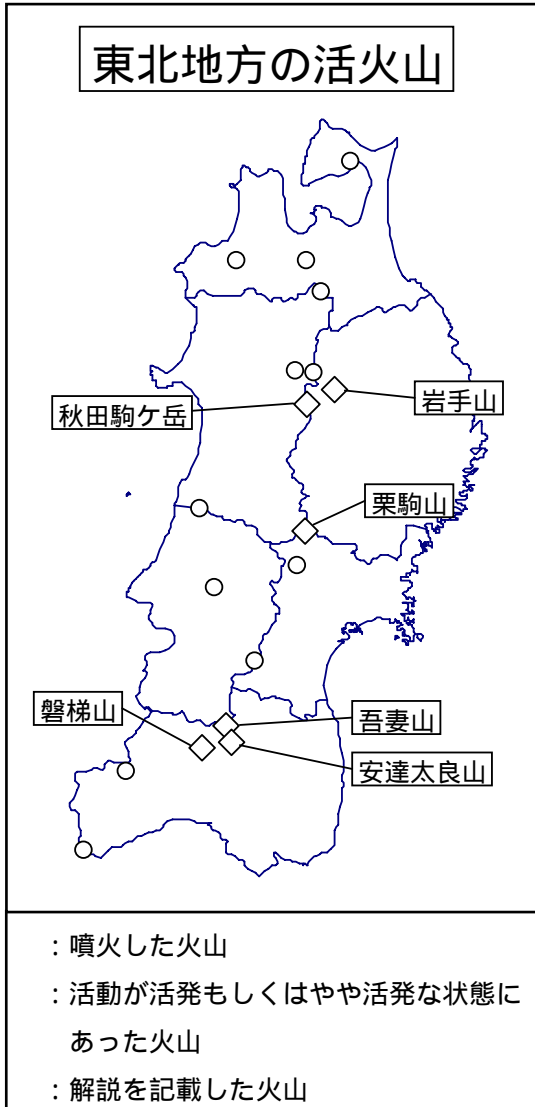 東北地方の活火山
秋田駒ケ岳
岩手山
栗駒山
磐梯山
吾妻山
安達太良山
：噴火した火山
：活動が活発もしくはやや活発な状態に
あった火山
：解説を記載した火山